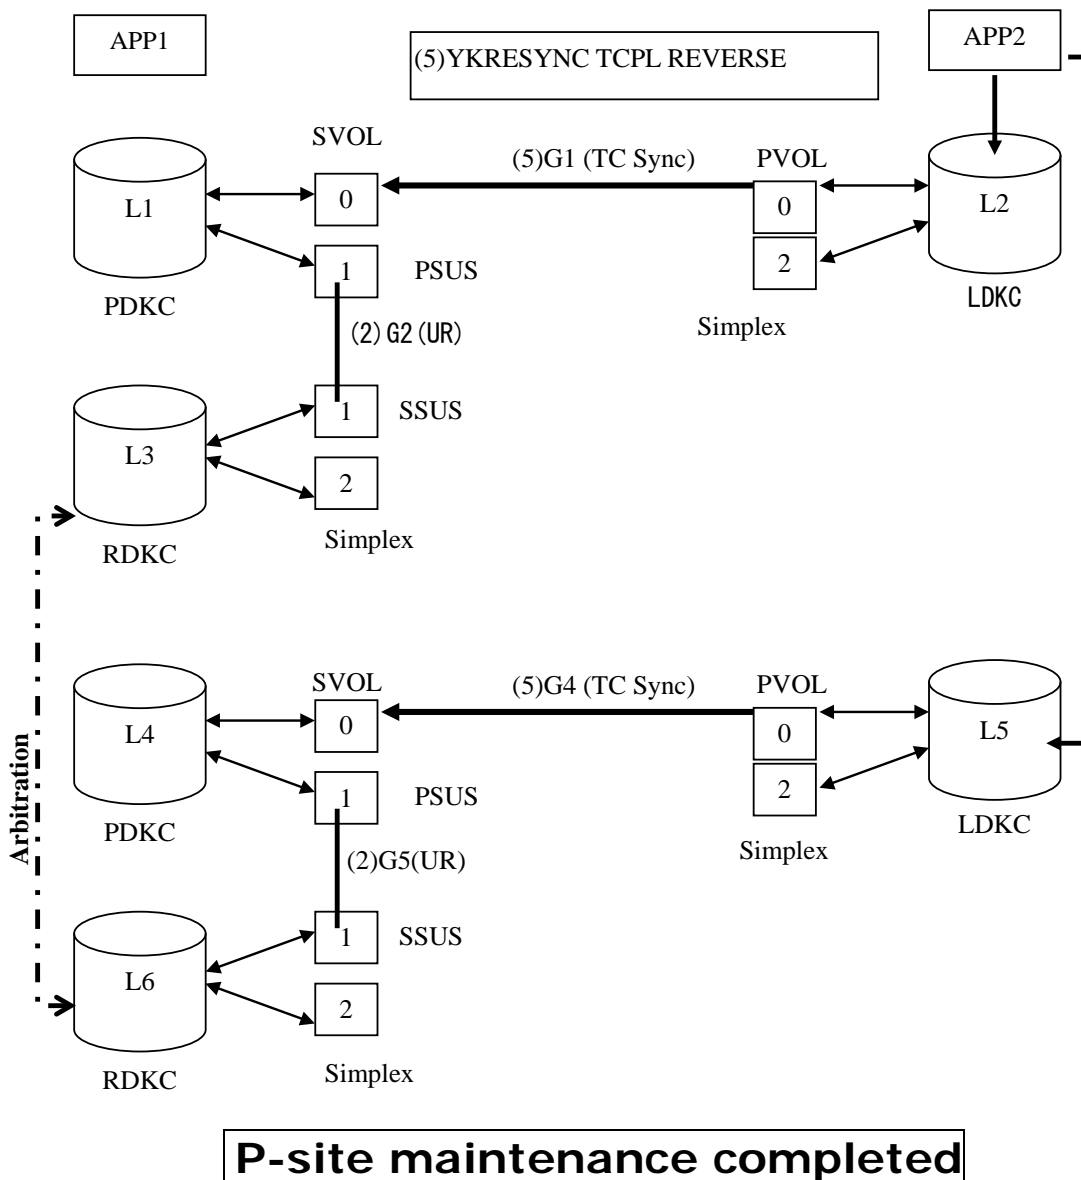 APP1
(5)YKRESYNC TCPL REVERSE
APP2
SVOL
(5)G1 (TC Sync)
PVOL
L1
0
0
L2
1
PSUS
2
PDKC
Simplex
LDKC
(2) G2(UR)
1
SSUS
L3
2
RDKC
Simplex
Arbitration
SVOL
(5)G4 (TC Sync)
PVOL
L4
0
0
L5
1
PSUS
2
PDKC
Simplex
LDKC
(2)G5(UR)
1
SSUS
L6
2
RDKC
Simplex
P-site maintenance completed